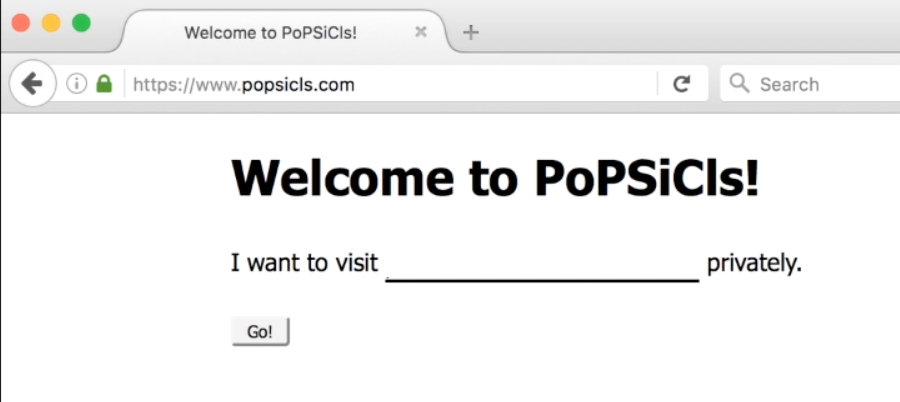 Welcome to PoPSiCls!
https://www.popsicls.com
Search
Welcome to PoPSiCls!
I want to visit privately.
Go!